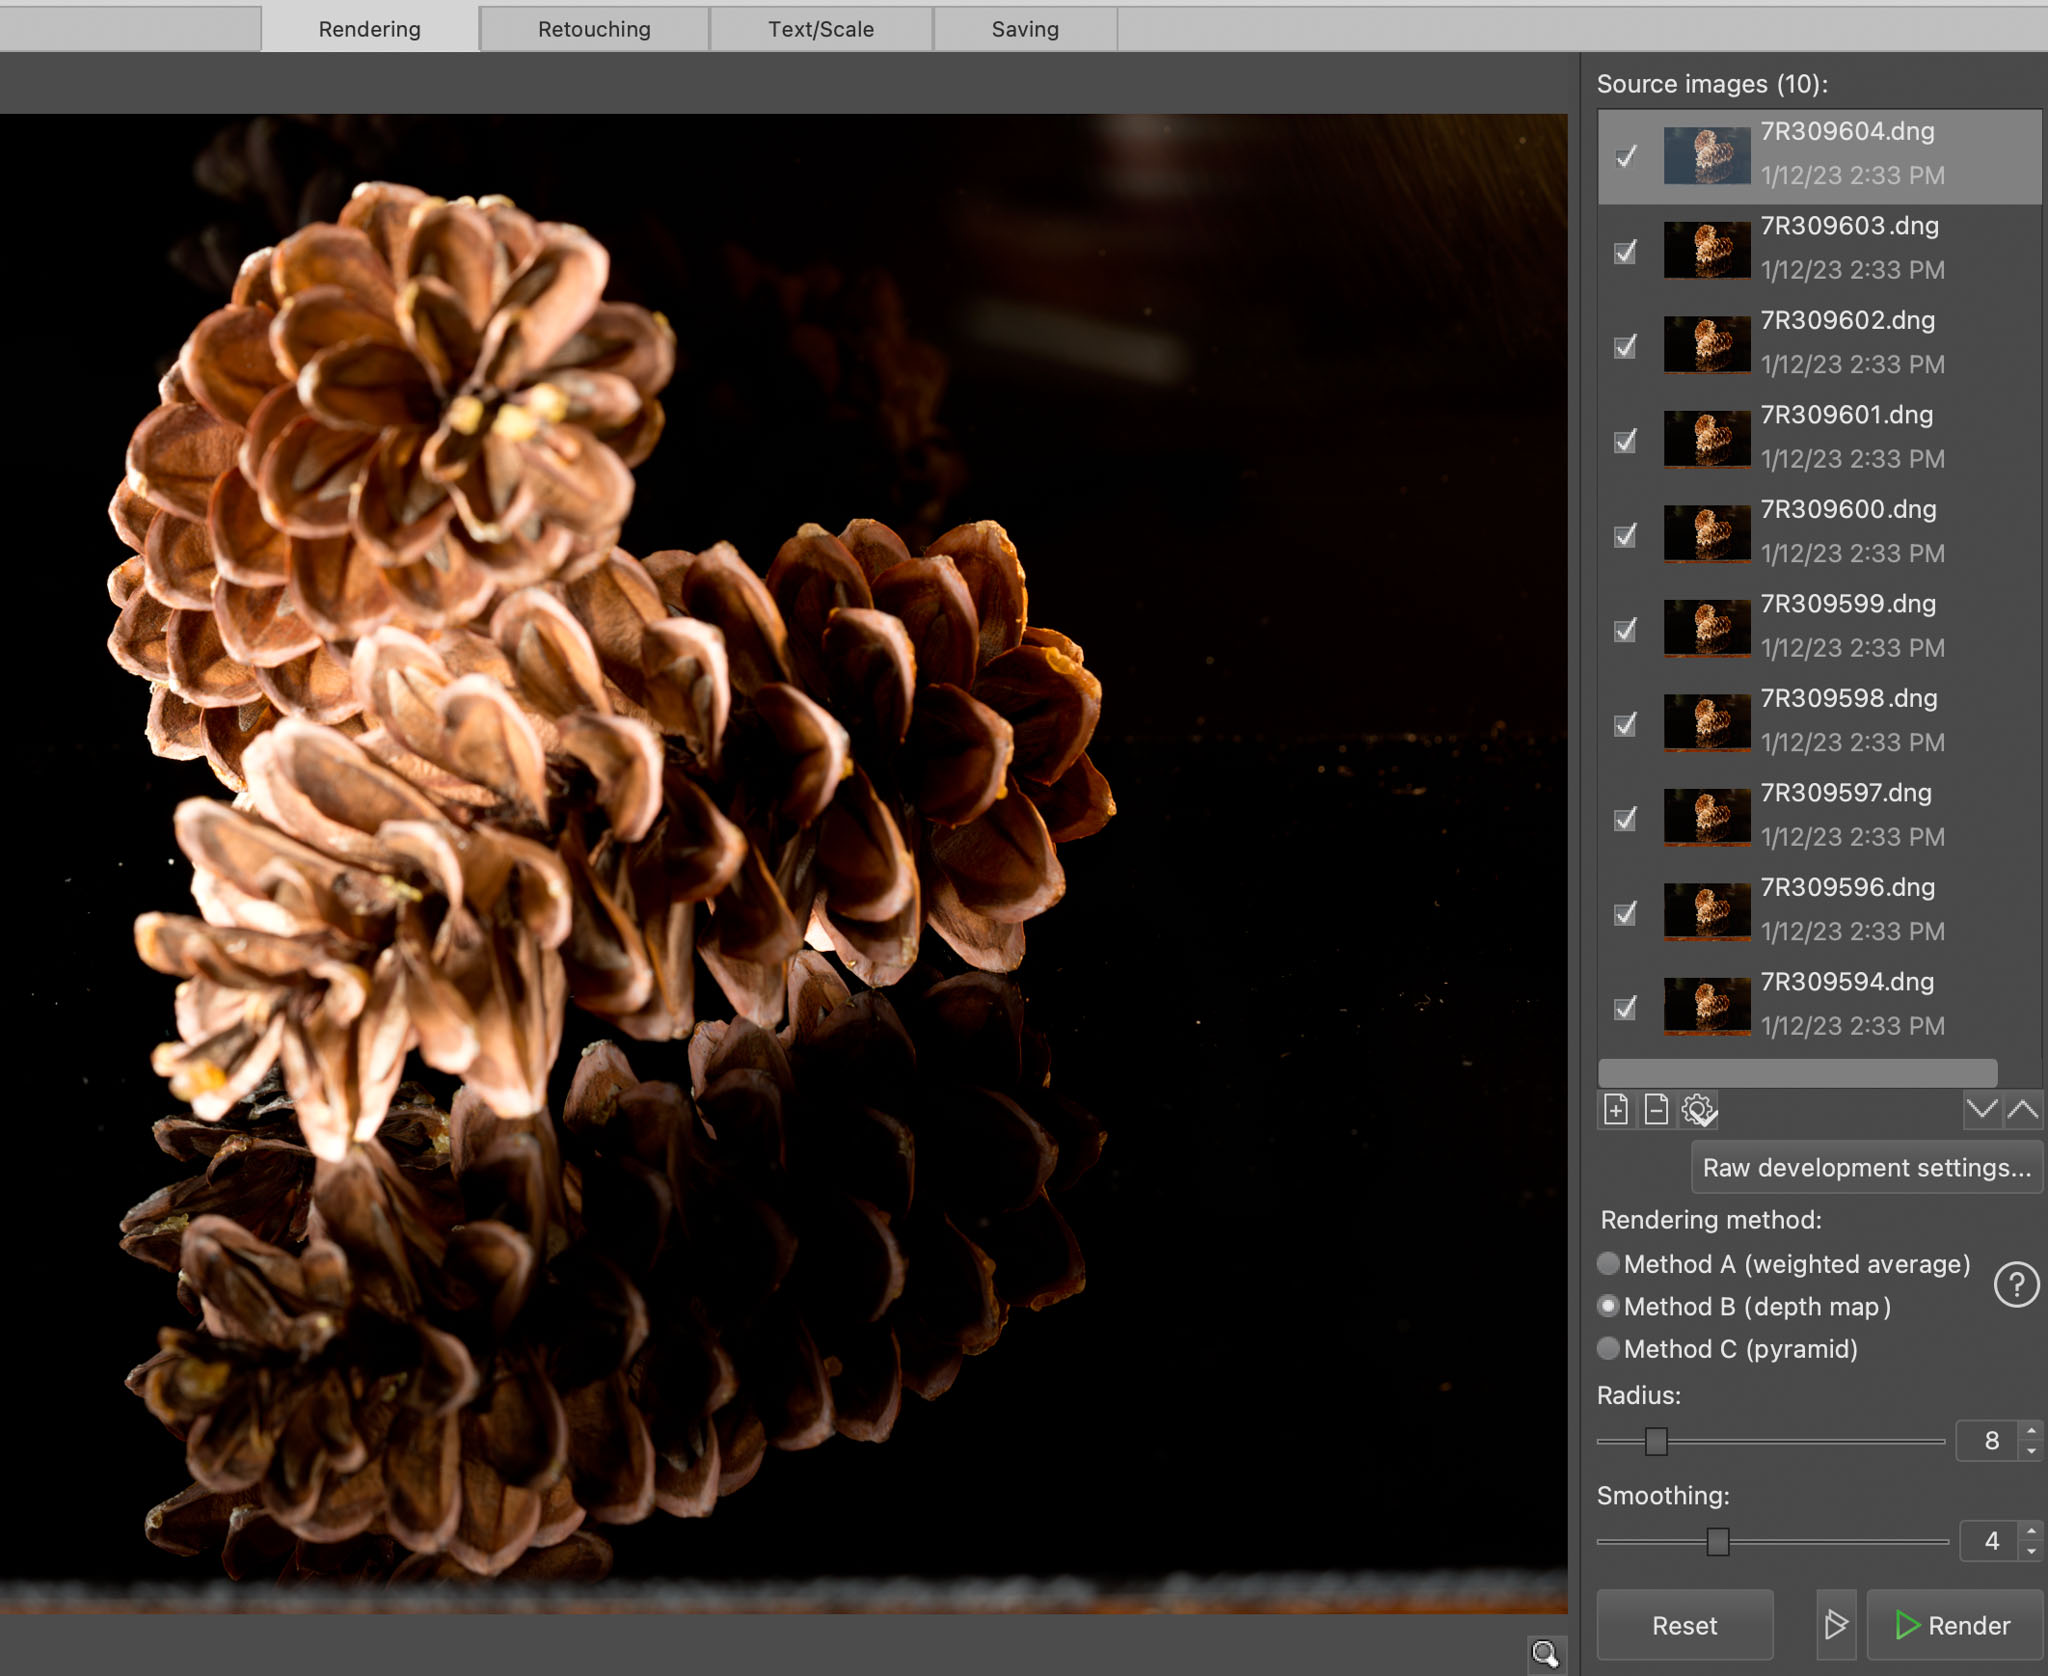 Rendering
Retouching
Text/Scale
Saving
Source images (10):
7R309604.dng
1/12/23 2:33 PM
7R309603.dng
1/12/23 2:33 PM
7R309602.dng
1/12/23 2:33 PM
7R309601.dng
1/12/23 2:33 PM
7R309600.dng
1/12/23 2:33 PM
7R309599.dng
1/12/23 2:33 PM
7R309598.dng
1/12/23 2:33 PM
7R309597.dng
1/12/23 2:33 PM
7R309596.dng
1/12/23 2:33 PM
7R309594.dng
1/12/23 2:33 PM
Raw development settings...
Rendering method:
Method A (weighted average)
?
Method B (depth map)
Method C (pyramid)
Radius:
8
Smoothing:
4
Reset
Render